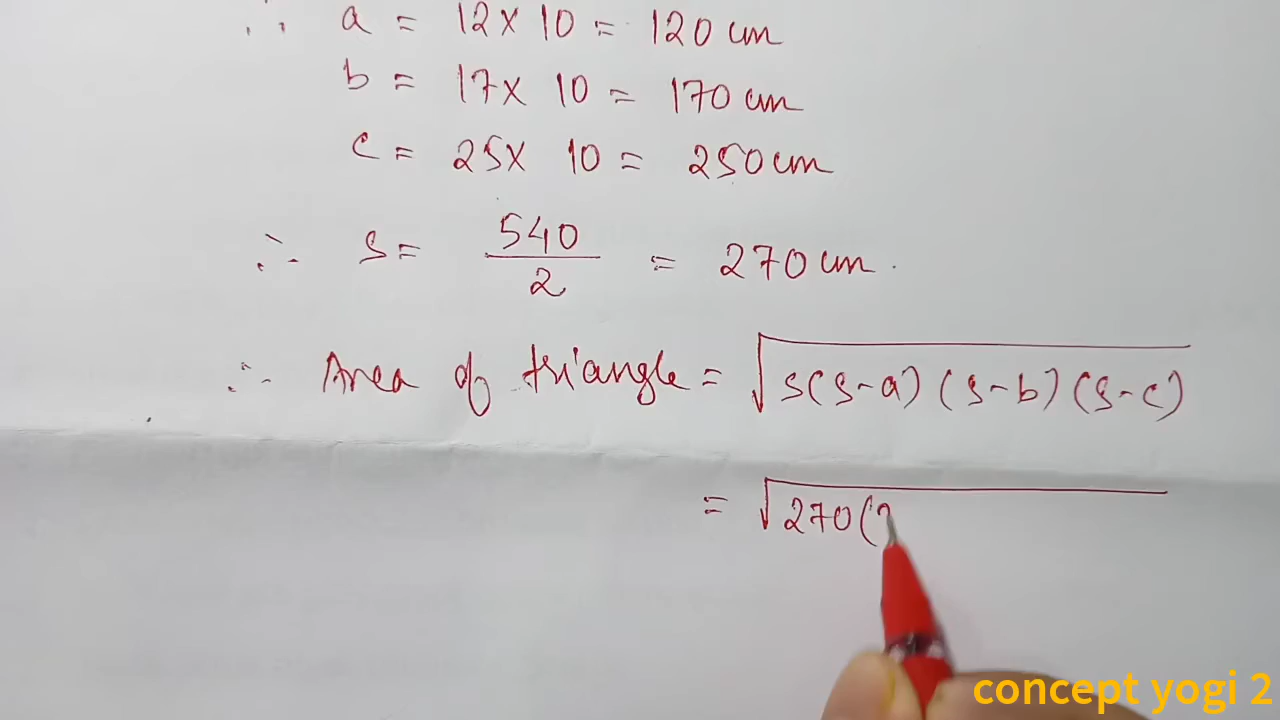 ∴ a = 12 × 10 = 120 cm
b = 17 × 10 = 170 cm
c = 25 × 10 = 250 cm
∴ s = 540/2 = 270 cm.
∴ Area of triangle = √s(s-a)(s-b)(s-c)
= √270(
concept yogi 2